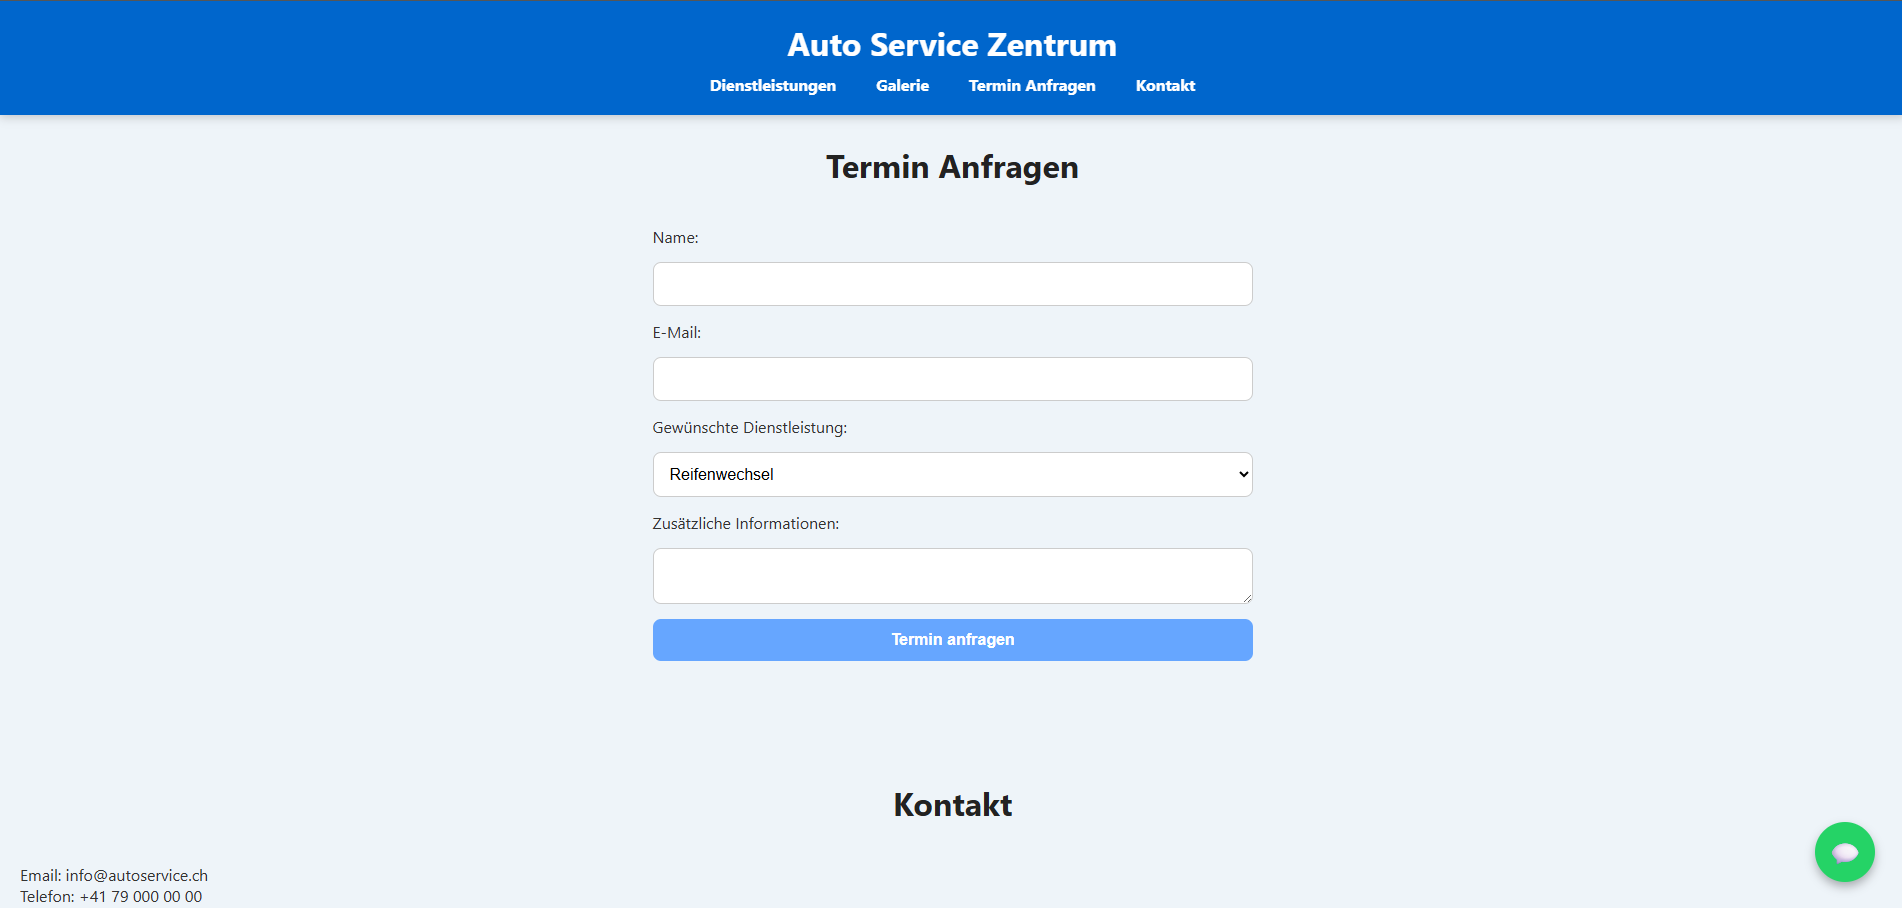 Auto Service Zentrum
Dienstleistungen Galerie Termin Anfragen Kontakt
Termin Anfragen
Name:
E-Mail:
Gewünschte Dienstleistung:
Reifenwechsel
Zusätzliche Informationen:
Termin anfragen
Kontakt
Email: info@autoservice.ch
Telefon: +41 79 000 00 00